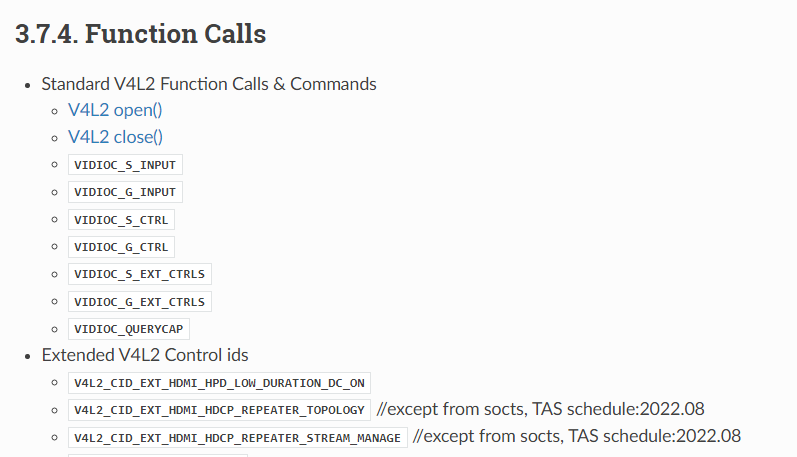 3.7.4. Function Calls
Standard V4L2 Function Calls & Commands
V4L2 open()
V4L2 close()
VIDIOC_S_INPUT
VIDIOC_G_INPUT
VIDIOC_S_CTRL
VIDIOC_G_CTRL
VIDIOC_S_EXT_CTRLS
VIDIOC_G_EXT_CTRLS
VIDIOC_QUERYCAP
Extended V4L2 Control ids
V4L2_CID_EXT_HDMI_HPD_LOW_DURATION_DC_ON
V4L2_CID_EXT_HDMI_HDCP_REPEATER_TOPOLOGY //except from socts, TAS schedule:2022.08
V4L2_CID_EXT_HDMI_HDCP_REPEATER_STREAM_MANAGE //except from socts, TAS schedule:2022.08